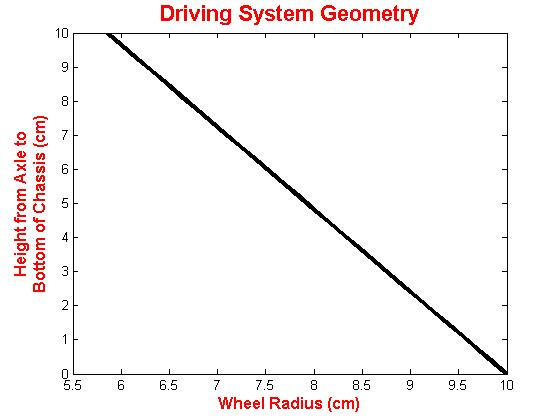 Driving System Geometry
Height from Axle to
Bottom of Chassis (cm)
10
9
8
7
6
5
4
3
2
1
0
5.5 6 6.5 7 7.5 8 8.5 9 9.5 10
Wheel Radius (cm)